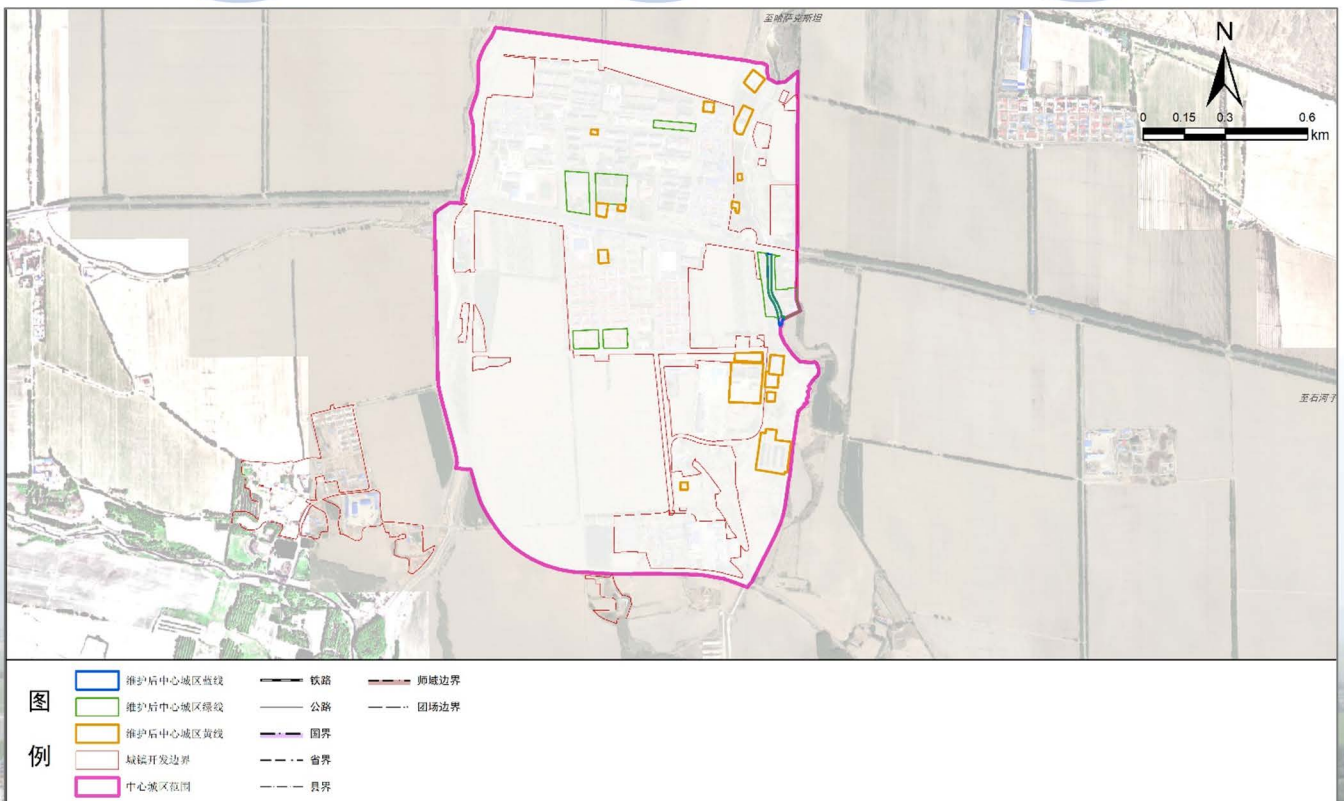 至哈萨克斯坦
N
0 0.15 0.3 0.6
km
至石河子
图例
维护后中心城区蓝线
维护后中心城区绿线
维护后中心城区黄线
城镇开发边界
中心城区范围
铁路
公路
国界
省界
县界
师域边界
团场边界